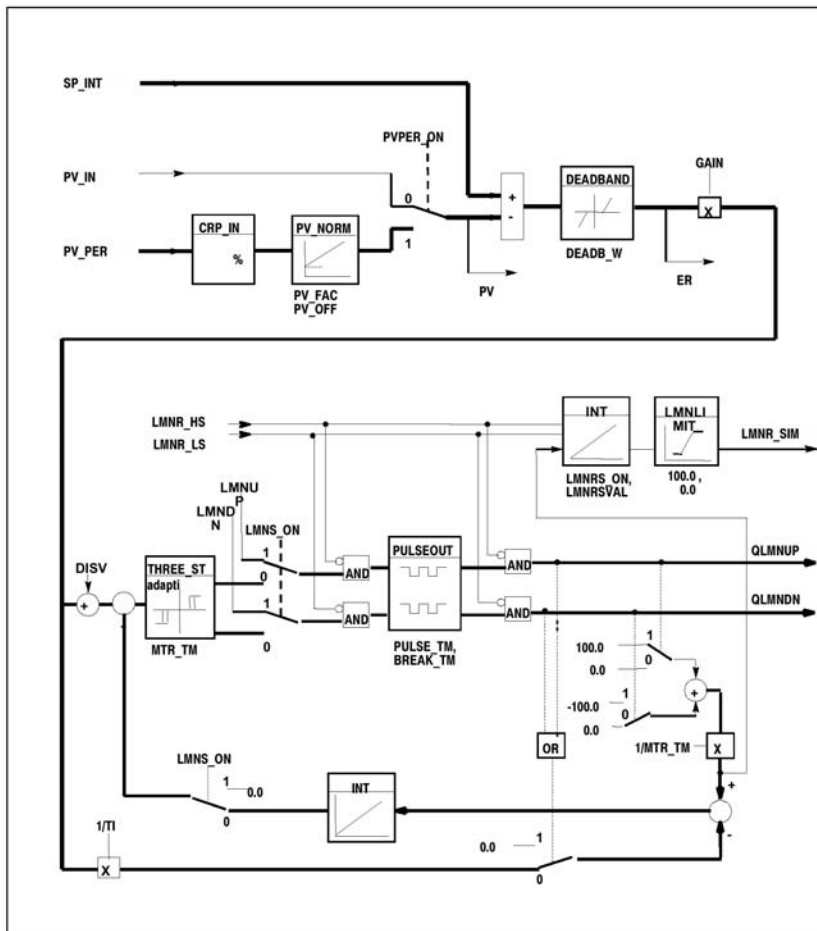 SP_INT
PVPER_ON
GAIN
PV_IN
0
+
-
DEADBAND
X
CRP_IN
%
PV_NORM
1
PV_PER
DEADB_W
PV_FAC
PV_OFF
PV
ER
LMNR_HS
LMNR_LS
INT
LMNLI
MIT
LMNR_SIM
LMNRS_ON,
LMNRSVAL
100.0 ,
0.0
LMNU
P
LMND
N
LMNS_ON
PULSEOUT
QLMNUP
1
AND
AND
DISV
THREE_ST
adapti
0
+
1
AND
AND
QLMNDN
MTR_TM
0
PULSE_TM,
BREAK_TM
100.0
1
0.0
0
+
1
-100.0
0
0.0
OR
1/MTR_TM
X
LMNS_ON
1
0.0
INT
+
0
-
1/TI
0.0
1
X
0